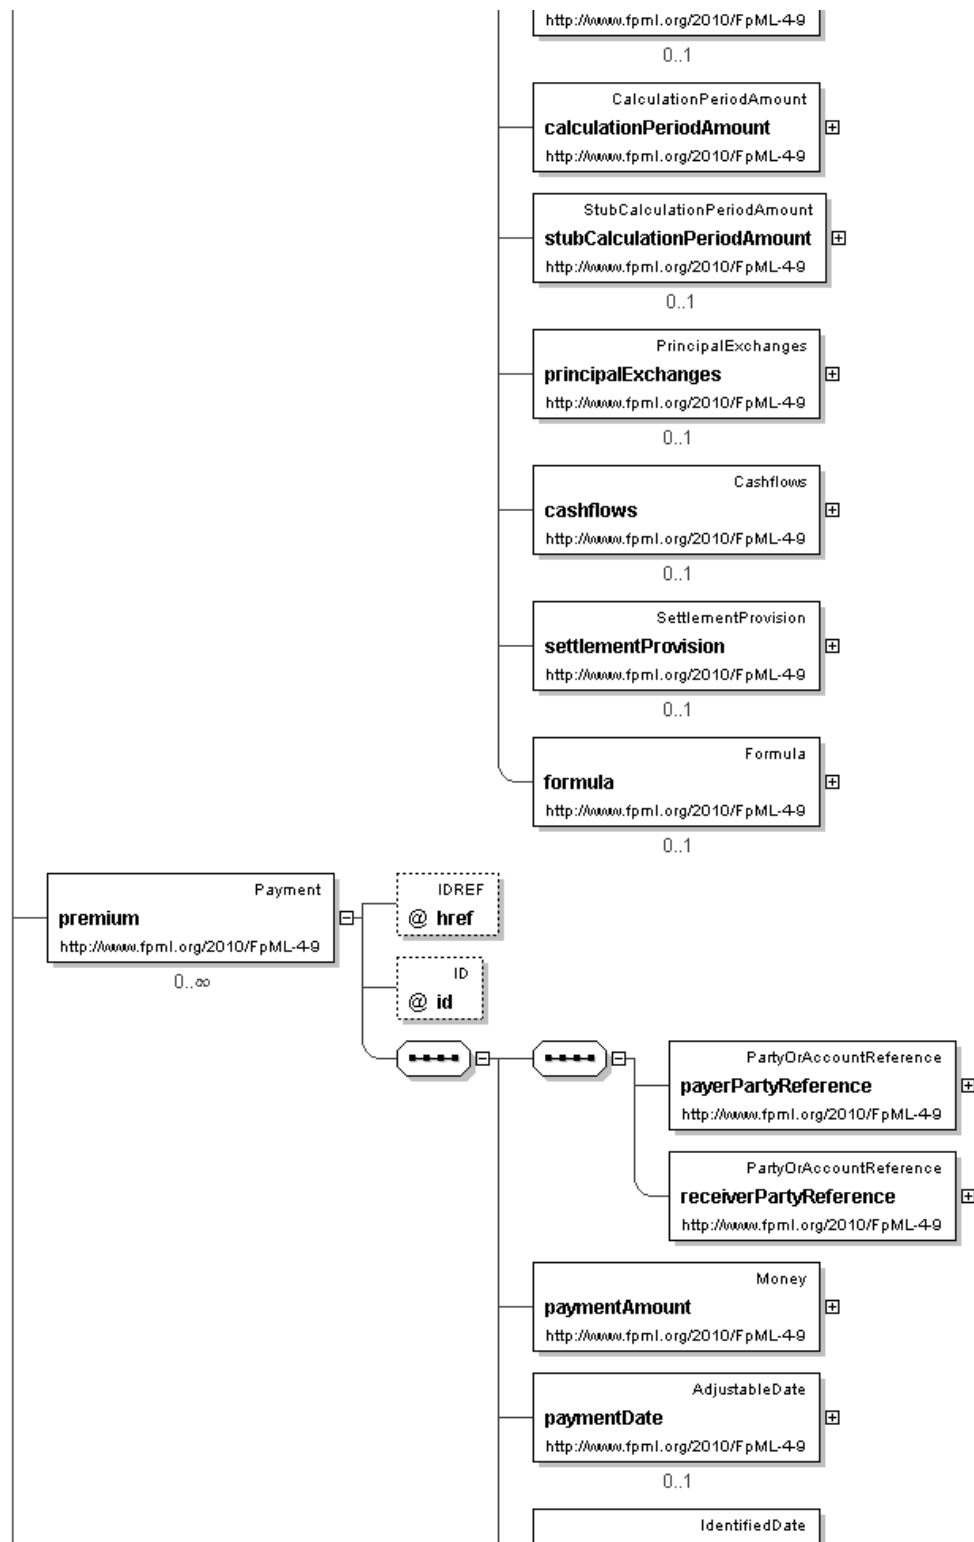 http://www.fpml.org/2010/FpML-4-9
0..1
CalculationPeriodAmount
calculationPeriodAmount
http://www.fpml.org/2010/FpML-4-9
StubCalculationPeriodAmount
stubCalculationPeriodAmount
http://www.fpml.org/2010/FpML-4-9
0..1
PrincipalExchanges
principalExchanges
http://www.fpml.org/2010/FpML-4-9
0..1
Cashflows
cashflows
http://www.fpml.org/2010/FpML-4-9
0..1
SettlementProvision
settlementProvision
http://www.fpml.org/2010/FpML-4-9
0..1
Formula
formula
http://www.fpml.org/2010/FpML-4-9
0..1
Payment
premium
http://www.fpml.org/2010/FpML-4-9
0..∞
IDREF
@ href
ID
@ id
PartyOrAccountReference
payerPartyReference
http://www.fpml.org/2010/FpML-4-9
PartyOrAccountReference
receiverPartyReference
http://www.fpml.org/2010/FpML-4-9
Money
paymentAmount
http://www.fpml.org/2010/FpML-4-9
AdjustableDate
paymentDate
http://www.fpml.org/2010/FpML-4-9
0..1
IdentifiedDate